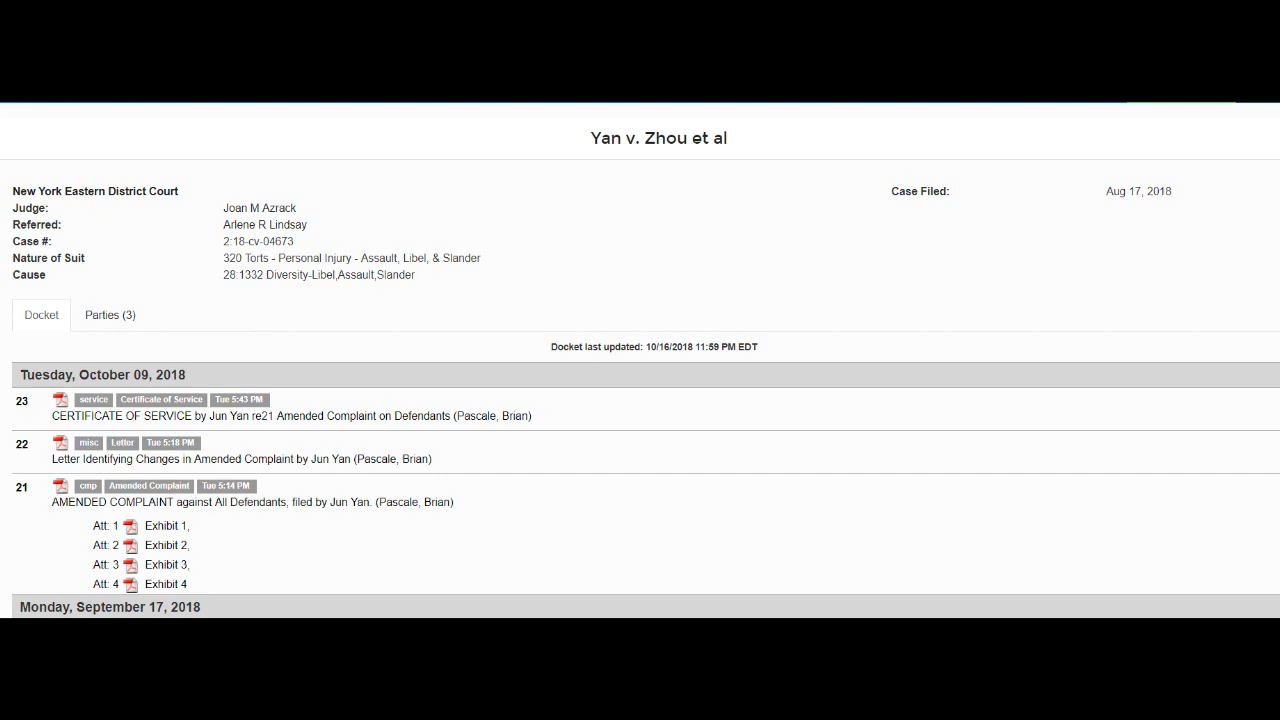 Yan v. Zhou et al
New York Eastern District Court
Case Filed: Aug 17, 2018
Judge: Joan M Azrack
Referred: Arlene R Lindsay
Case #: 2:18-cv-04673
Nature of Suit 320 Torts - Personal Injury - Assault, Libel, & Slander
Cause 28:1332 Diversity-Libel,Assault,Slander
Docket Parties (3)
Docket last updated: 10/16/2018 11:59 PM EDT
Tuesday, October 09, 2018
23 service Certificate of Service Tue 5:43 PM
CERTIFICATE OF SERVICE by Jun Yan re21 Amended Complaint on Defendants (Pascale, Brian)
22 misc Letter Tue 5:18 PM
Letter Identifying Changes in Amended Complaint by Jun Yan (Pascale, Brian)
21 cmp Amended Complaint Tue 5:14 PM
AMENDED COMPLAINT against All Defendants, filed by Jun Yan. (Pascale, Brian)
Att: 1 Exhibit 1,
Att: 2 Exhibit 2,
Att: 3 Exhibit 3,
Att: 4 Exhibit 4
Monday, September 17, 2018